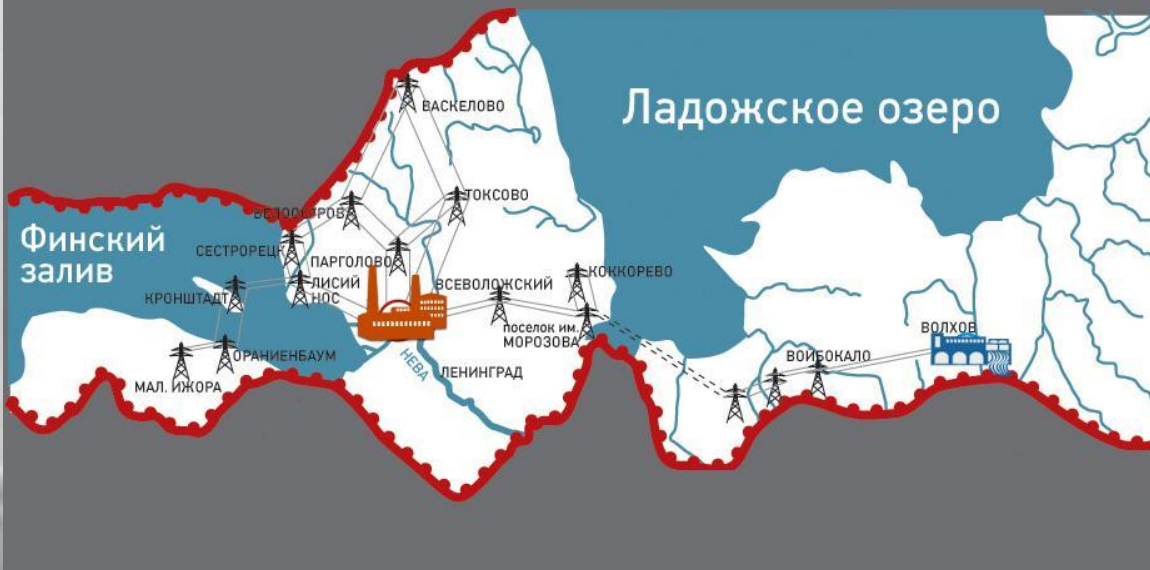 ВАСКЕЛОВО
Ладожское озеро
ТОКСОВО
БЕЛООСТРОВ
Финский
залив
СЕСТРОРЕЦК
ПАРГОЛОВО
КОККОРЕВО
ЛИСИЙ
НОС
ВСЕВОЛОЖСКИЙ
КРОНШТАДТ
поселок им.
МОРОЗОВА
ВОЛХОВ
ОРАНИЕНБАУМ
ВОЙБОКАЛО
НЕВА
ЛЕНИНГРАД
МАЛ. ИЖОРА